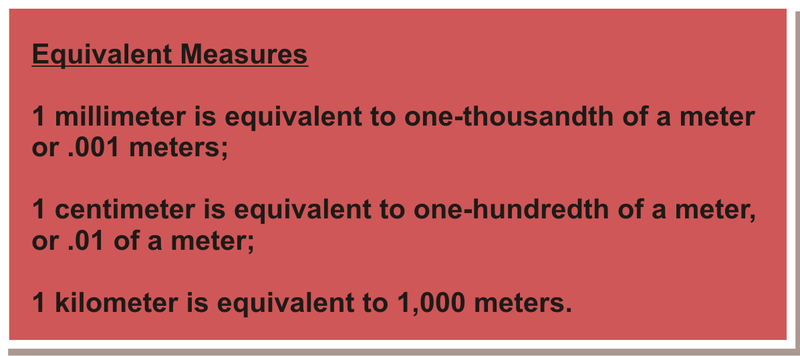 Equivalent Measures
1 millimeter is equivalent to one-thousandth of a meter
or .001 meters;
1 centimeter is equivalent to one-hundredth of a meter,
or .01 of a meter;
1 kilometer is equivalent to 1,000 meters.